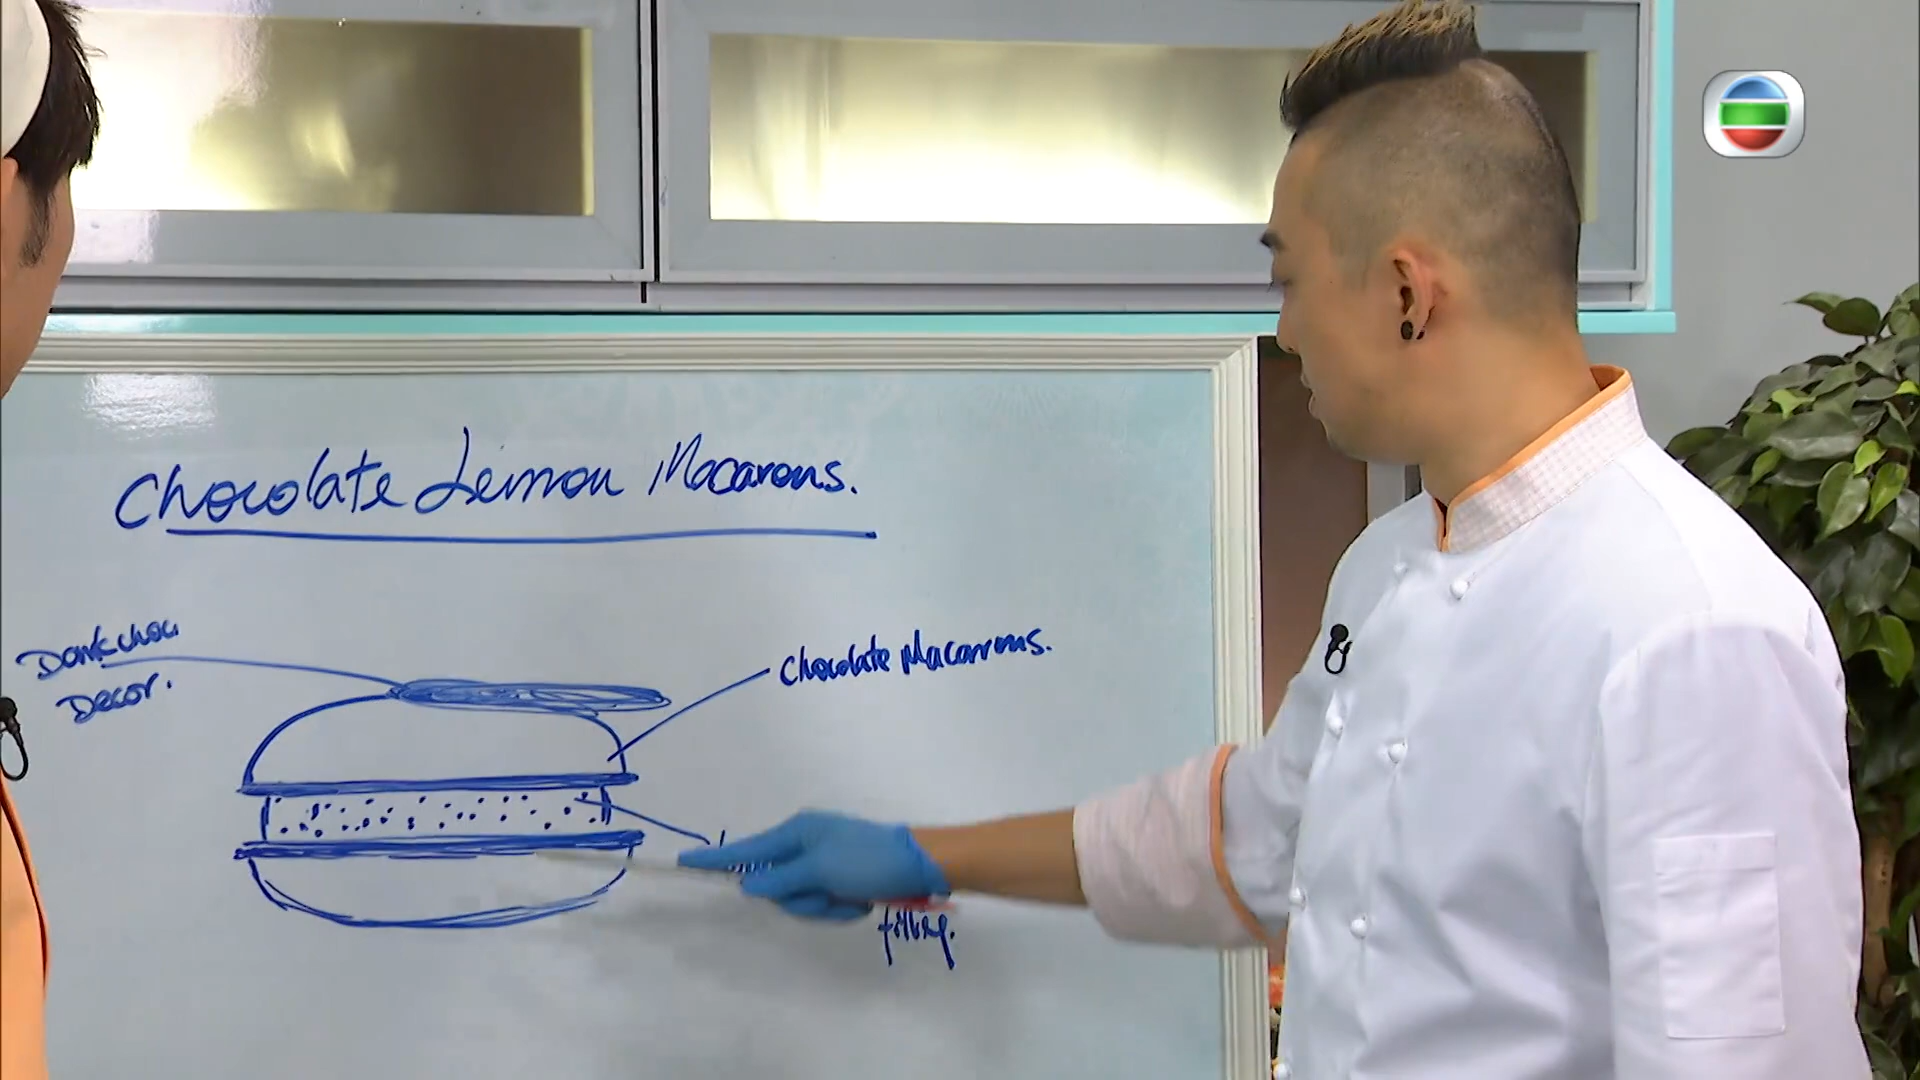 Chocolate Lemon Macarons.
Dark choc
Decor.
Chocolate Macarons.
filling.